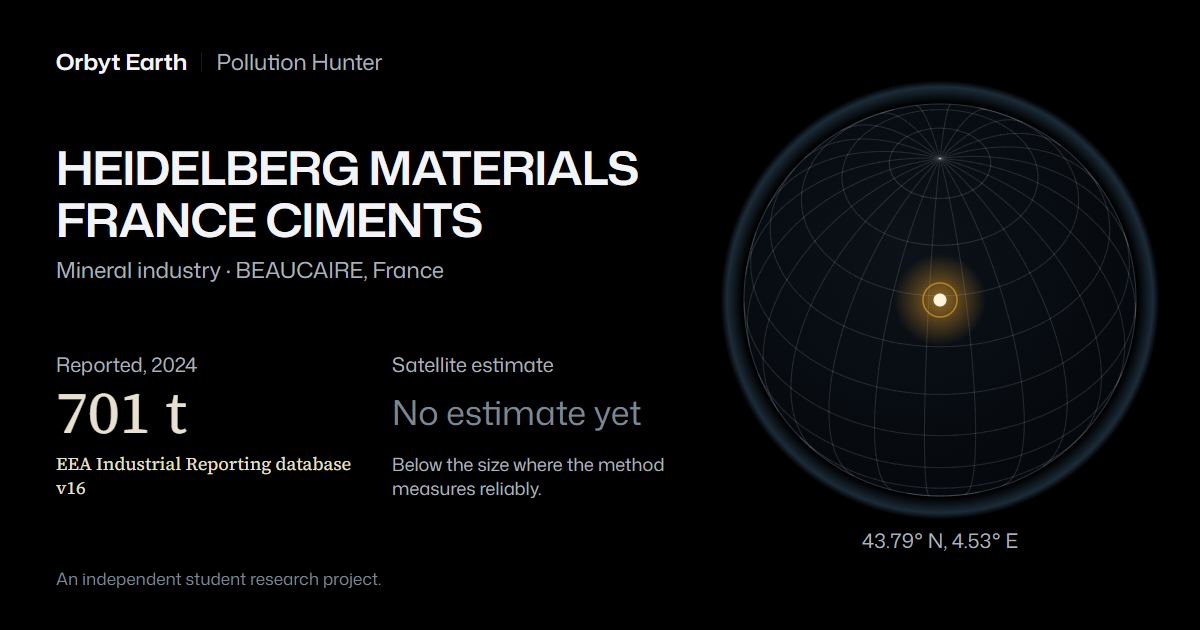 Orbyt Earth | Pollution Hunter
HEIDELBERG MATERIALS
FRANCE CIMENTS
Mineral industry · BEAUCAIRE, France
Reported, 2024
701 t
EEA Industrial Reporting database
v16
Satellite estimate
No estimate yet
Below the size where the method
measures reliably.
43.79° N, 4.53° E
An independent student research project.